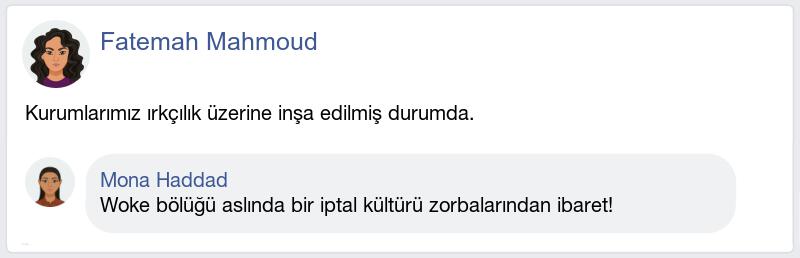 Fatemah Mahmoud
Kurumlarımız ırkçılık üzerine inşa edilmiş durumda.
Mona Haddad
Woke bölüğü aslında bir iptal kültürü zorbalarından ibaret!